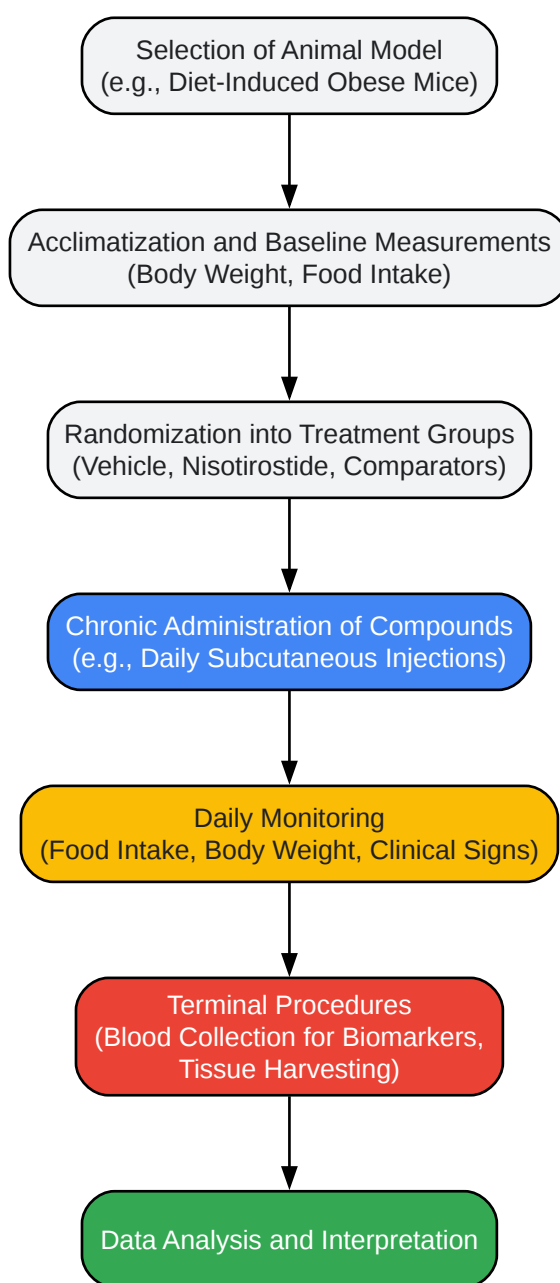 Selection of Animal Model
(e.g., Diet-Induced Obese Mice)
Acclimatization and Baseline Measurements
(Body Weight, Food Intake)
Randomization into Treatment Groups
(Vehicle, Nisotirostide, Comparators)
Chronic Administration of Compounds
(e.g., Daily Subcutaneous Injections)
Daily Monitoring
(Food Intake, Body Weight, Clinical Signs)
Terminal Procedures
(Blood Collection for Biomarkers,
Tissue Harvesting)
Data Analysis and Interpretation